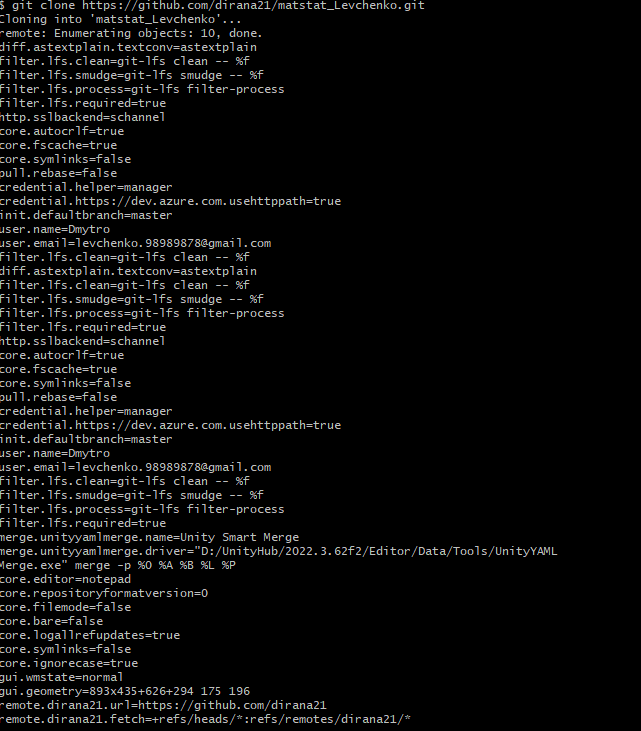 $ git clone https://github.com/dirana21/matstat_Levchenko.git
Cloning into 'matstat_Levchenko'...
remote: Enumerating objects: 10, done.
diff.astextplain.textconv=astextplain
filter.lfs.clean=git-lfs clean -- %f
filter.lfs.smudge=git-lfs smudge -- %f
filter.lfs.process=git-lfs filter-process
filter.lfs.required=true
http.sslbackend=schannel
core.autocrlf=true
core.fscache=true
core.symlinks=false
pull.rebase=false
credential.helper=manager
credential.https://dev.azure.com.usehttppath=true
init.defaultbranch=master
user.name=Dmytro
user.email=levchenko.98989878@gmail.com
filter.lfs.clean=git-lfs clean -- %f
diff.astextplain.textconv=astextplain
filter.lfs.clean=git-lfs clean -- %f
filter.lfs.smudge=git-lfs smudge -- %f
filter.lfs.process=git-lfs filter-process
filter.lfs.required=true
http.sslbackend=schannel
core.autocrlf=true
core.fscache=true
core.symlinks=false
pull.rebase=false
credential.helper=manager
credential.https://dev.azure.com.usehttppath=true
init.defaultbranch=master
user.name=Dmytro
user.email=levchenko.98989878@gmail.com
filter.lfs.clean=git-lfs clean -- %f
filter.lfs.smudge=git-lfs smudge -- %f
filter.lfs.process=git-lfs filter-process
filter.lfs.required=true
merge.unityyamlmerge.name=Unity Smart Merge
merge.unityyamlmerge.driver="D:/UnityHub/2022.3.62f2/Editor/Data/Tools/UnityYAML
Merge.exe" merge -p %O %A %B %L %P
core.editor=notepad
core.repositoryformatversion=0
core.filemode=false
core.bare=false
core.logallrefupdates=true
core.symlinks=false
core.ignorecase=true
gui.wmstate=normal
gui.geometry=893x435+626+294 175 196
remote.dirana21.url=https://github.com/dirana21
remote.dirana21.fetch=+refs/heads/*:refs/remotes/dirana21/*